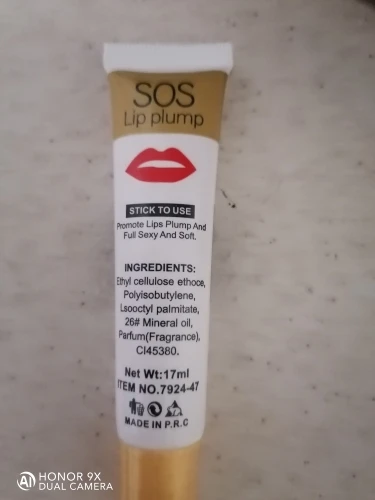 SOS
Lip plump
STICK TO USE
Promote Lips Plump And
Full Sexy And Soft.
INGREDIENTS:
Ethyl cellulose ethoce,
Polyisobutylene,
Lsooctyl palmitate,
26# Mineral oil,
Parfum(Fragrance),
CI45380.
Net Wt:17ml
ITEM NO.7924-47
MADE IN P.R.C
AI HONOR 9X
DUAL CAMERA